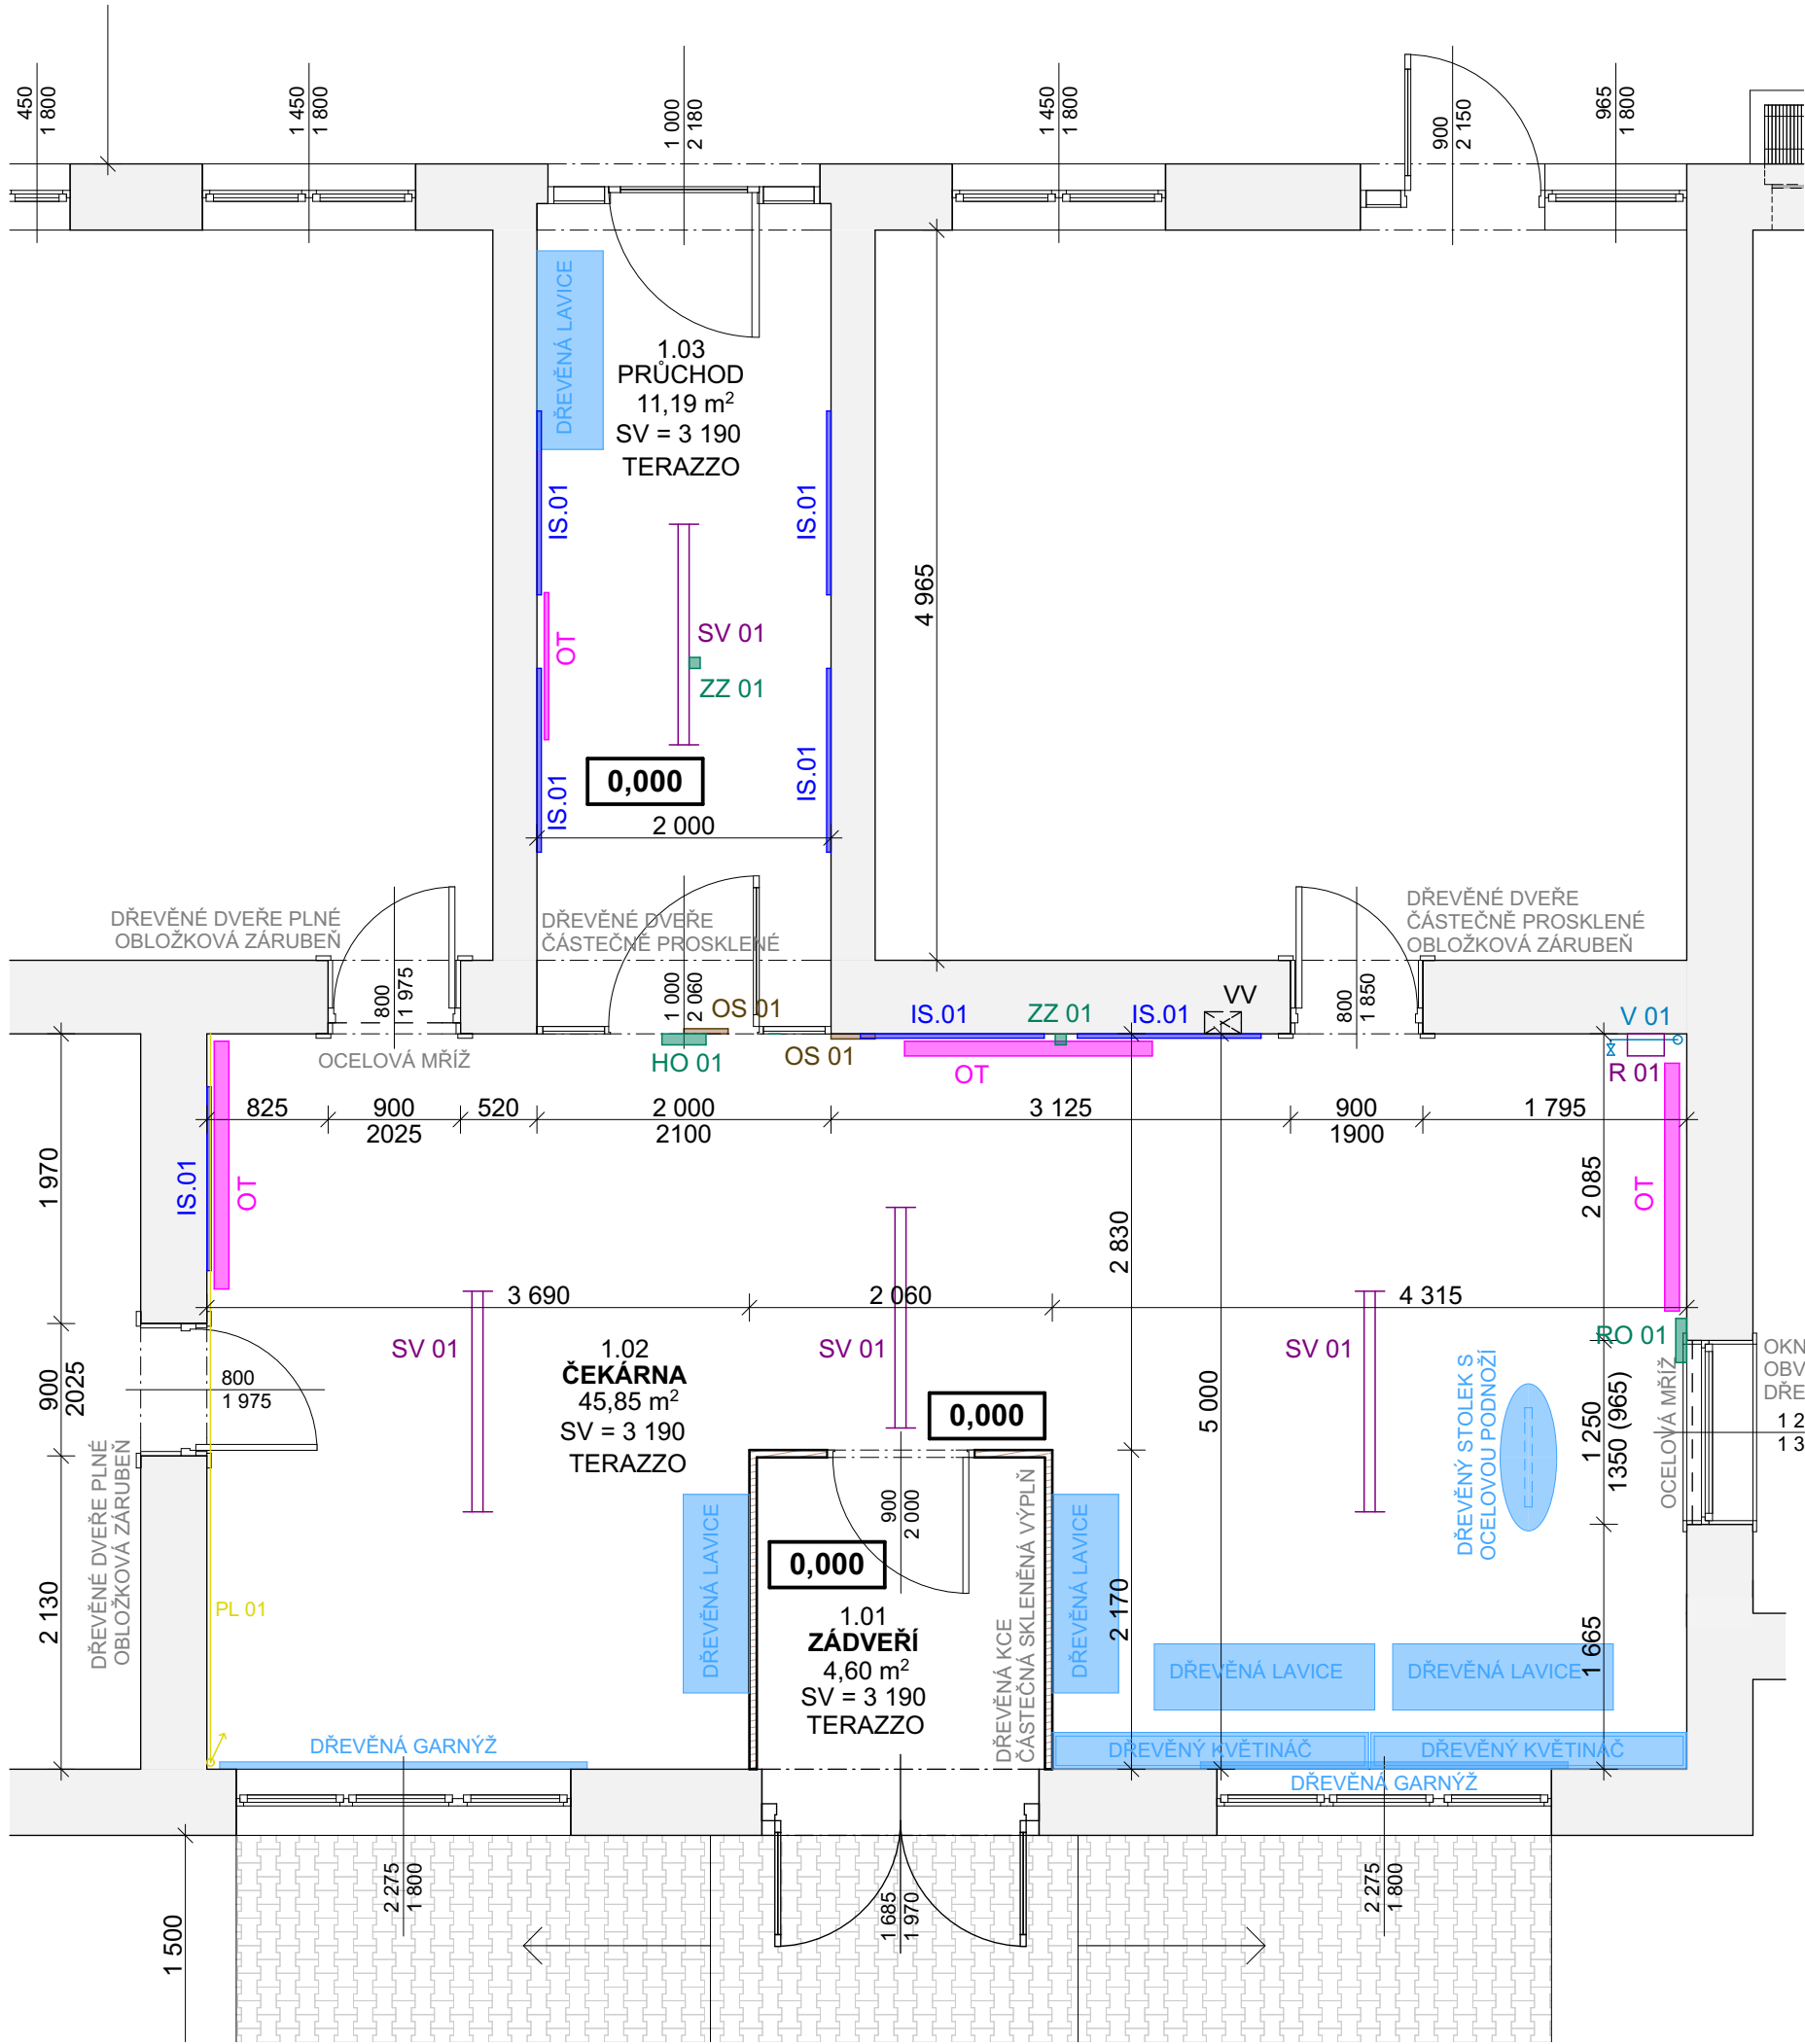 450
1 800
1 450
1 800
1 000
2 180
1 450
1 800
900
2 150
965
1 800
DŘEVĚNÁ LAVICE
1.03
PRŮCHOD
11,19 m²
SV = 3 190
TERAZZO
IS.01
IS.01
OT
SV 01
ZZ 01
4 965
IS.01
IS.01
0,000
2 000
DŘEVĚNÉ DVEŘE PLNÉ
OBLOŽKOVÁ ZÁRUBEŇ
800
1 975
DŘEVĚNÉ DVEŘE
ČÁSTEČNĚ PROSKLENÉ
1 000
2 060
DŘEVĚNÉ DVEŘE
ČÁSTEČNĚ PROSKLENÉ
OBLOŽKOVÁ ZÁRUBEŇ
800
1 850
OCELOVÁ MŘÍŽ
OS 01
HO 01
OS 01
IS.01
ZZ 01
IS.01
VV
OT
V 01
R 01
825
900
2025
520
2 000
2100
3 125
900
1900
1 795
1 970
IS.01
OT
2 830
2 085
OT
3 690
2 060
4 315
SV 01
SV 01
SV 01
RO 01
1.02
ČEKÁRNA
45,85 m²
SV = 3 190
TERAZZO
0,000
5 000
DŘEVĚNÝ STOLEK S
OCELOVOU PODNOŽÍ
1 250
1350 (965)
OCELOVÁ MŘÍŽ
OKN
OBV
DŘE
1 2
1 3
900
2025
800
1 975
DŘEVĚNÉ DVEŘE PLNÉ
OBLOŽKOVÁ ZÁRUBEŇ
2 130
PL 01
DŘEVĚNÁ LAVICE
900
2 000
0,000
1.01
ZÁDVEŘÍ
4,60 m²
SV = 3 190
TERAZZO
DŘEVĚNÁ KCE
ČÁSTEČNÁ SKLENĚNÁ VÝPLŇ
DŘEVĚNÁ LAVICE
2 170
DŘEVĚNÁ LAVICE
DŘEVĚNÁ LAVICE
1 665
DŘEVĚNÁ GARNÝŽ
DŘEVĚNÝ KVĚTINÁČ
DŘEVĚNÝ KVĚTINÁČ
DŘEVĚNÁ GARNÝŽ
1 500
2 275
1 800
1 685
1 970
2 275
1 800